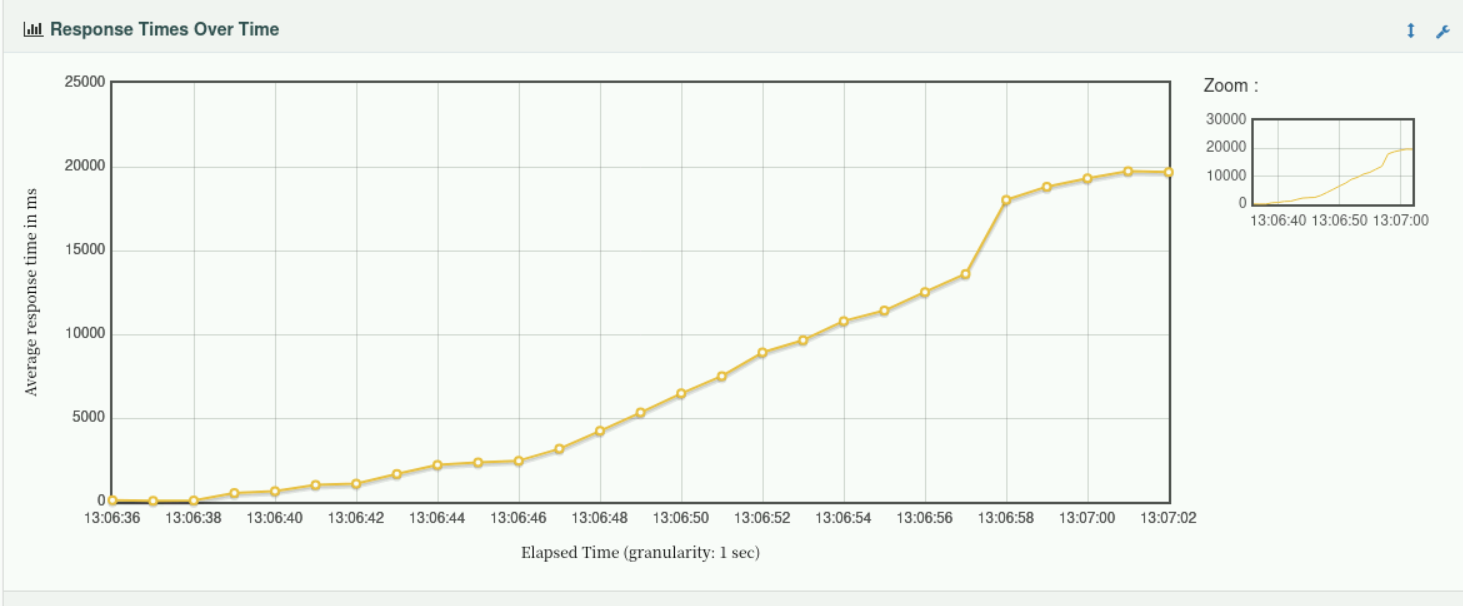 Response Times Over Time
Zoom :
25000
20000
15000
10000
5000
0
Average response time in ms
13:06:36 13:06:38 13:06:40 13:06:42 13:06:44 13:06:46 13:06:48 13:06:50 13:06:52 13:06:54 13:06:56 13:06:58 13:07:00 13:07:02
Elapsed Time (granularity: 1 sec)
30000
20000
10000
0
13:06:40 13:06:50 13:07:00